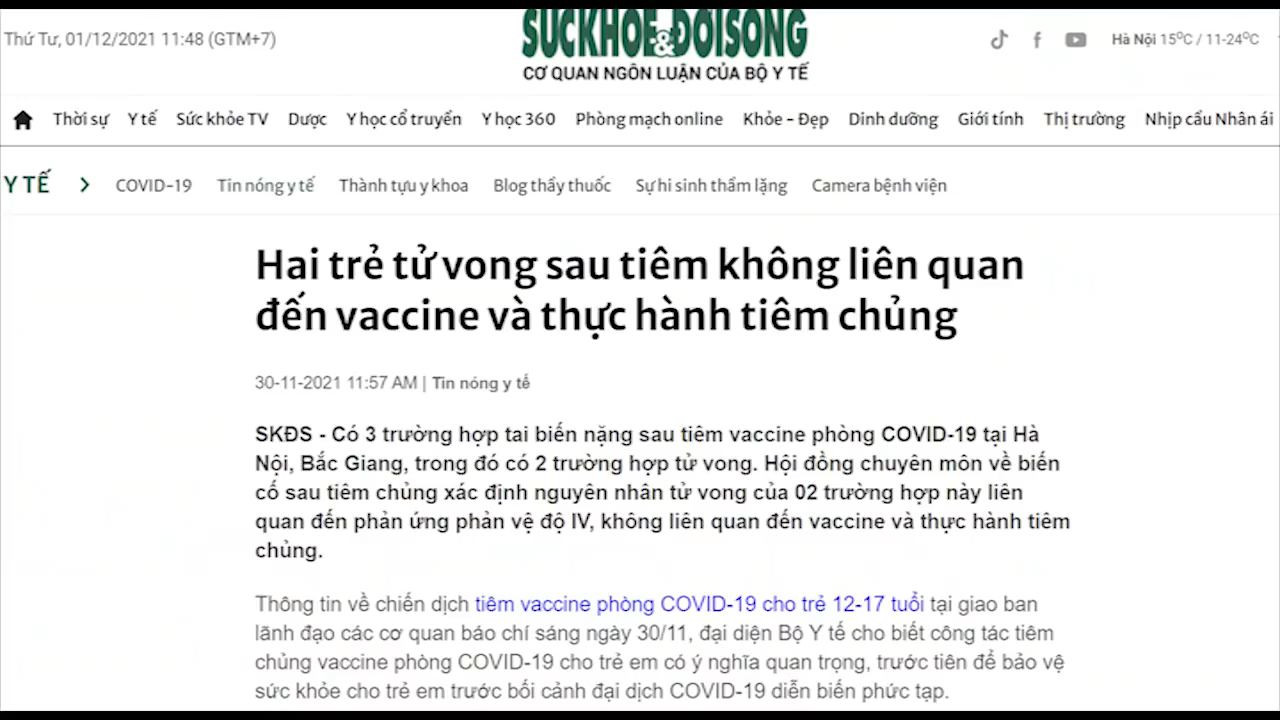 Thứ Tư, 01/12/2021 11:48 (GTM+7)
SỨC KHỎE & ĐỜI SỐNG
CƠ QUAN NGÔN LUẬN CỦA BỘ Y TẾ
Hà Nội 15°C / 11-24°C
Thời sự Y tế Sức khỏe TV Dược Y học cổ truyền Y học 360 Phòng mạch online Khỏe - Đẹp Dinh dưỡng Giới tính Thị trường Nhịp cầu Nhân ái
Y TẾ > COVID-19 Tin nóng y tế Thành tựu y khoa Blog thầy thuốc Sự hi sinh thầm lặng Camera bệnh viện
Hai trẻ tử vong sau tiêm không liên quan
đến vaccine và thực hành tiêm chủng
30-11-2021 11:57 AM | Tin nóng y tế
SKĐS - Có 3 trường hợp tai biến nặng sau tiêm vaccine phòng COVID-19 tại Hà
Nội, Bắc Giang, trong đó có 2 trường hợp tử vong. Hội đồng chuyên môn về biến
cố sau tiêm chủng xác định nguyên nhân tử vong của 02 trường hợp này liên
quan đến phản ứng phản vệ độ IV, không liên quan đến vaccine và thực hành tiêm
chủng.
Thông tin về chiến dịch tiêm vaccine phòng COVID-19 cho trẻ 12-17 tuổi tại giao ban
lãnh đạo các cơ quan báo chí sáng ngày 30/11, đại diện Bộ Y tế cho biết công tác tiêm
chủng vaccine phòng COVID-19 cho trẻ em có ý nghĩa quan trọng, trước tiên để bảo vệ
sức khỏe cho trẻ em trước bối cảnh đại dịch COVID-19 diễn biến phức tạp.